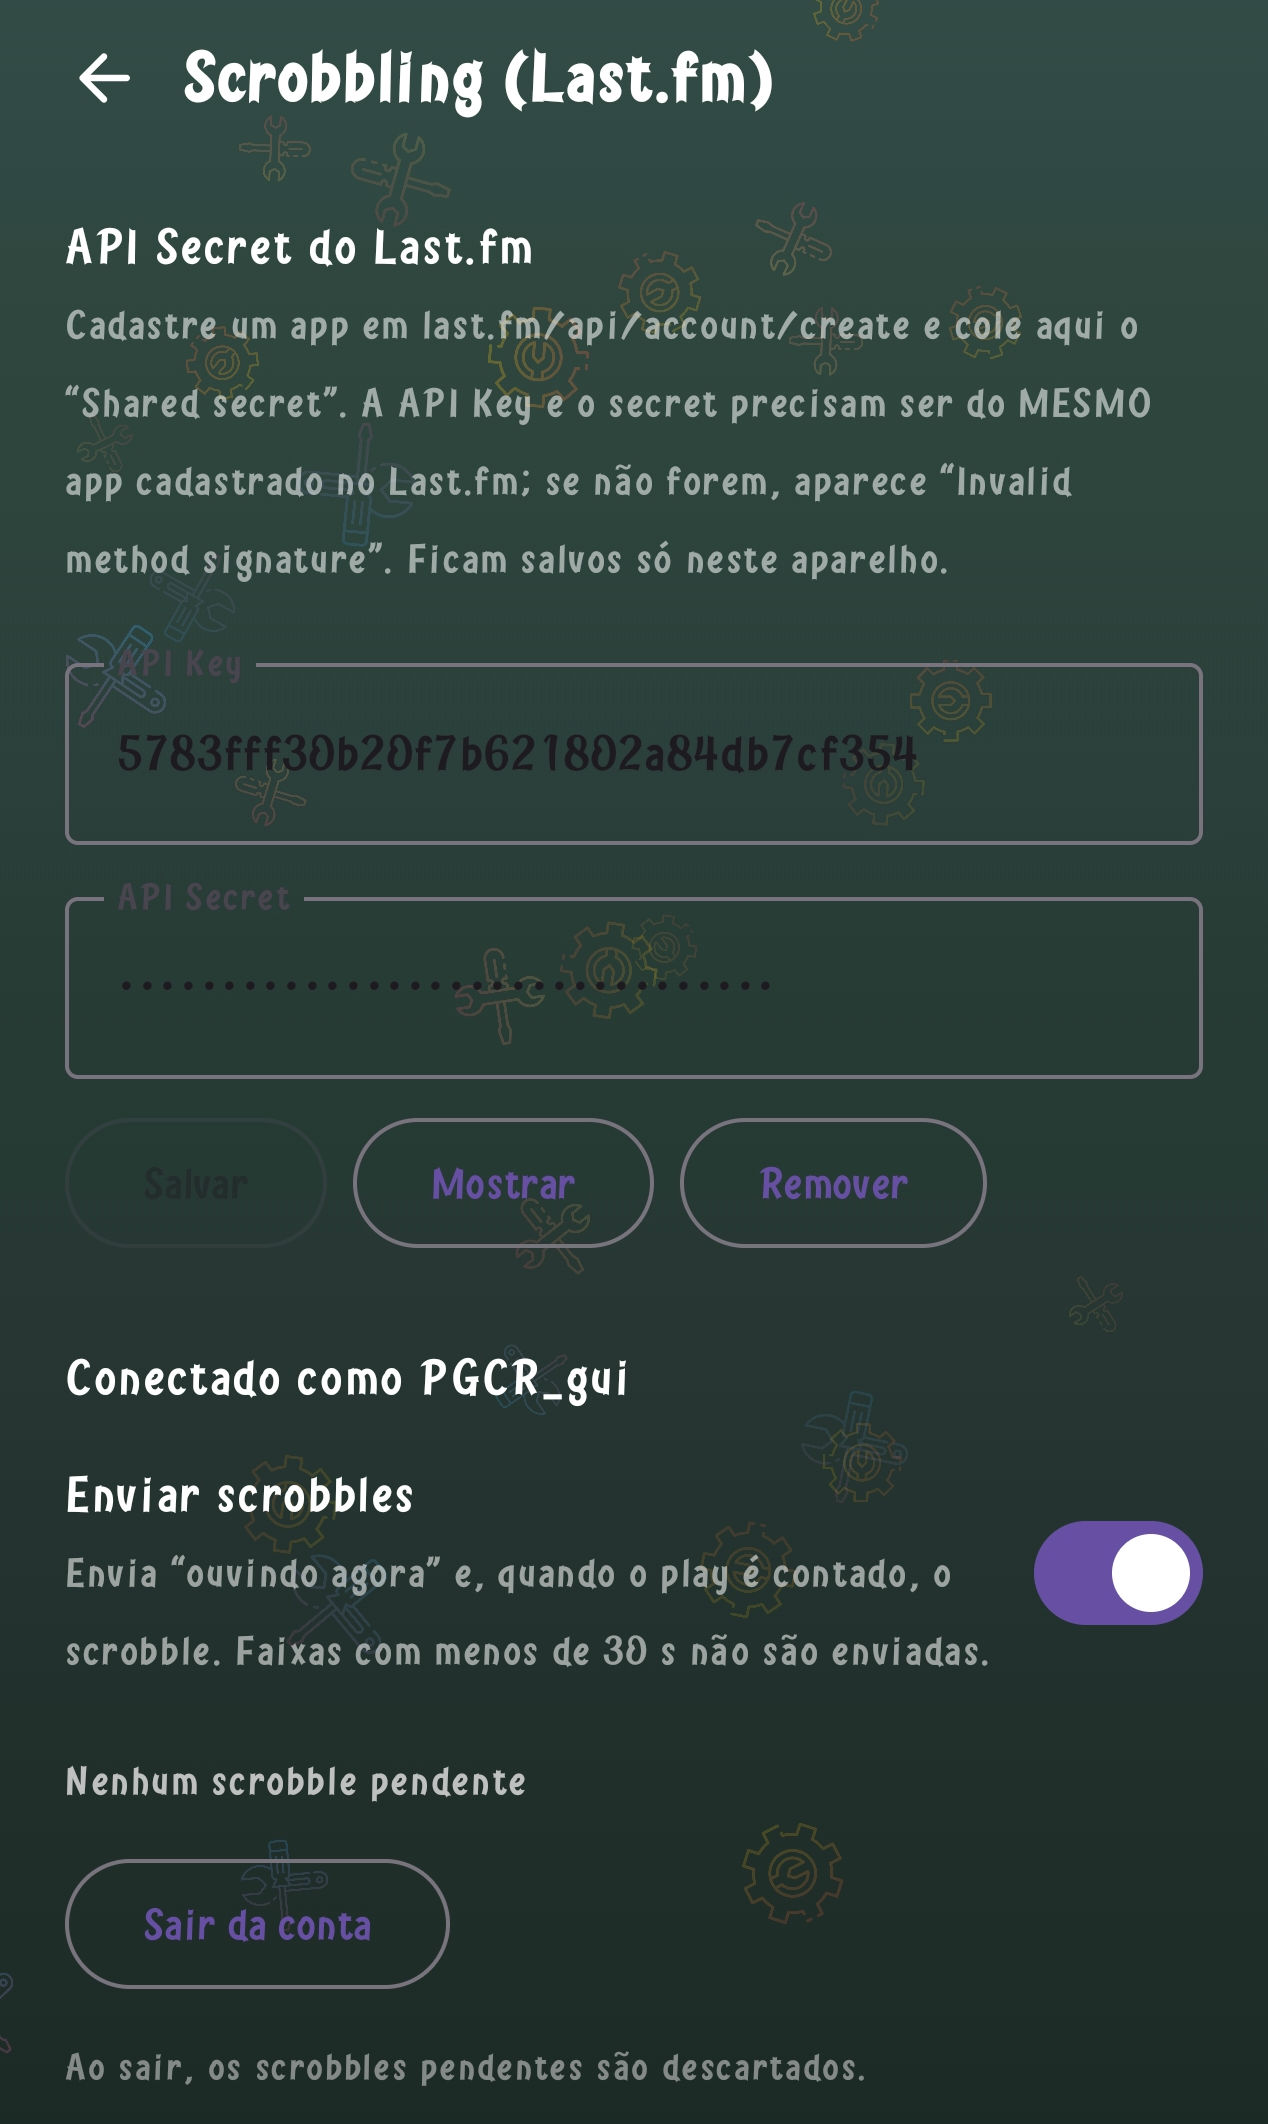 Scrobbling (Last.fm)
API Secret do Last.fm
Cadastre um app em last.fm/api/account/create e cole aqui o
“Shared secret”. A API Key e o secret precisam ser do MESMO
app cadastrado no Last.fm; se não forem, aparece “Invalid
method signature”. Ficam salvos só neste aparelho.
API Key
5783fff30b20f7b621802a84db7cf354
API Secret
••••••••••••••••••••••••••••••••
Salvar
Mostrar
Remover
Conectado como PGCR_gui
Enviar scrobbles
Envia “ouvindo agora” e, quando o play é contado, o
scrobble. Faixas com menos de 30 s não são enviadas.
Nenhum scrobble pendente
Sair da conta
Ao sair, os scrobbles pendentes são descartados.